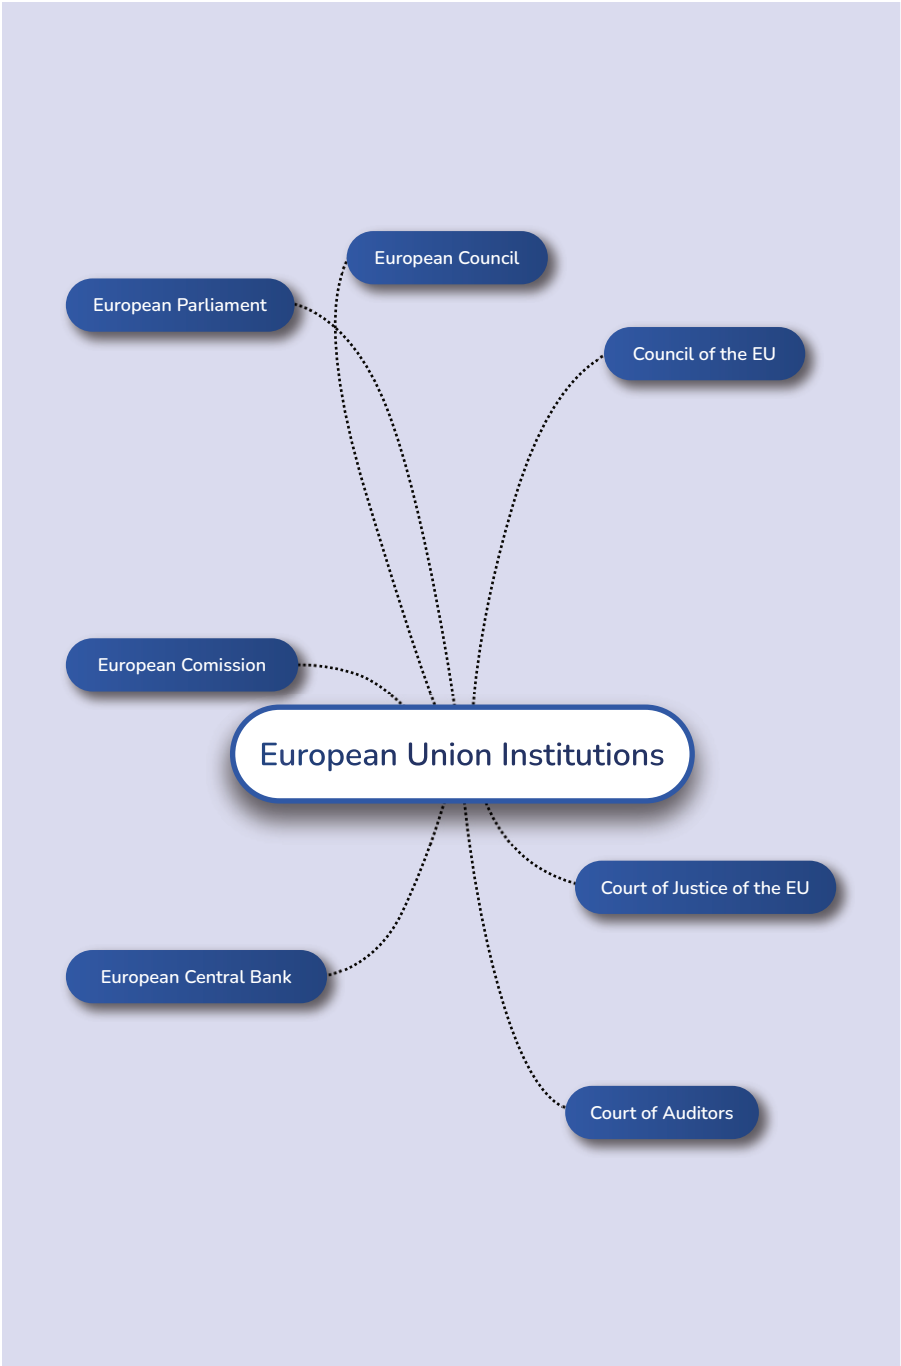 European Council
European Parliament
Council of the EU
European Comission
European Union Institutions
Court of Justice of the EU
European Central Bank
Court of Auditors